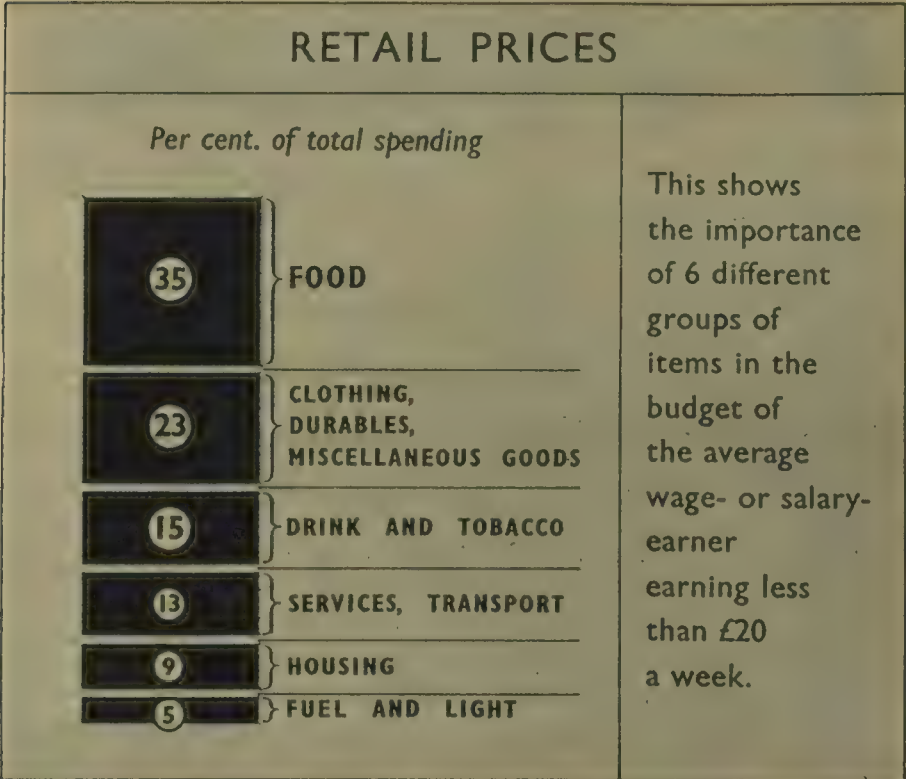 RETAIL PRICES
Per cent. of total spending
35
FOOD
23
CLOTHING,
DURABLES,
MISCELLANEOUS GOODS
15
DRINK AND TOBACCO
13
SERVICES, TRANSPORT
9
HOUSING
5
FUEL AND LIGHT
This shows
the importance
of 6 different
groups of
items in the
budget of
the average
wage- or salary-
earner
earning less
than £20
a week.